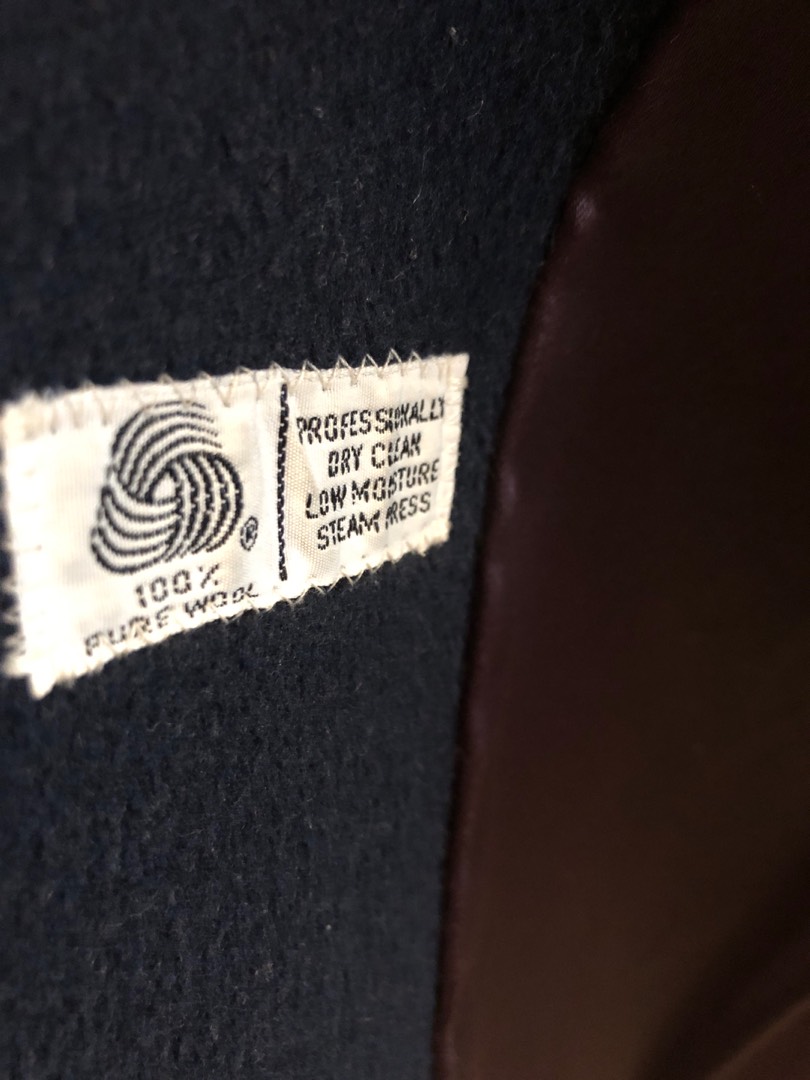 ®
100%
PURE WOOL
PROFESSIONALLY
DRY CLEAN
LOW MOISTURE
STEAM PRESS